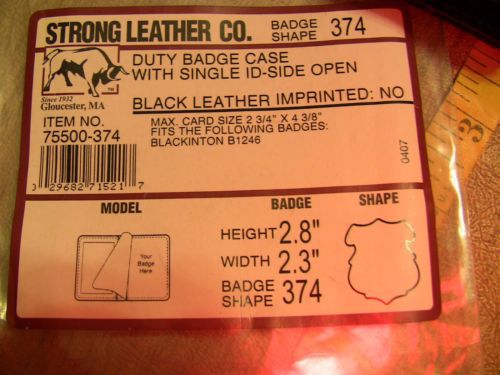 STRONG LEATHER CO. BADGE SHAPE 374
DUTY BADGE CASE
WITH SINGLE ID-SIDE OPEN
Since 1932
Gloucester, MA
TM
BLACK LEATHER IMPRINTED: NO
ITEM NO.
75500-374
MAX. CARD SIZE 2 3/4" X 4 3/8"
FITS THE FOLLOWING BADGES:
BLACKINTON B1246
0407
0 29682 71521 7
MODEL BADGE SHAPE
Your
Badge
Here
HEIGHT 2.8"
WIDTH 2.3"
BADGE SHAPE 374